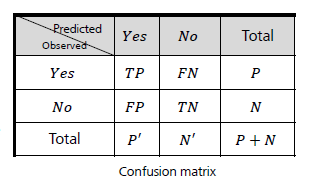 Predicted
Observed
Yes No Total
Yes TP FN P
No FP TN N
Total P' N' P + N
Confusion matrix